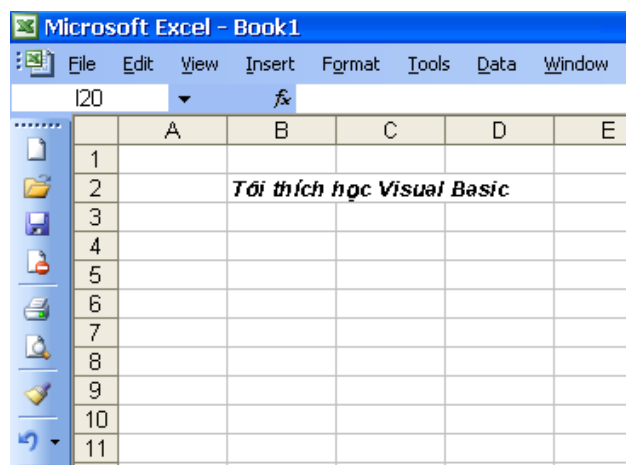 Microsoft Excel - Book1
File Edit View Insert Format Tools Data Window
I20 fx
A B C D E
1
2 Tôi thích học Visual Basic
3
4
5
6
7
8
9
10
11